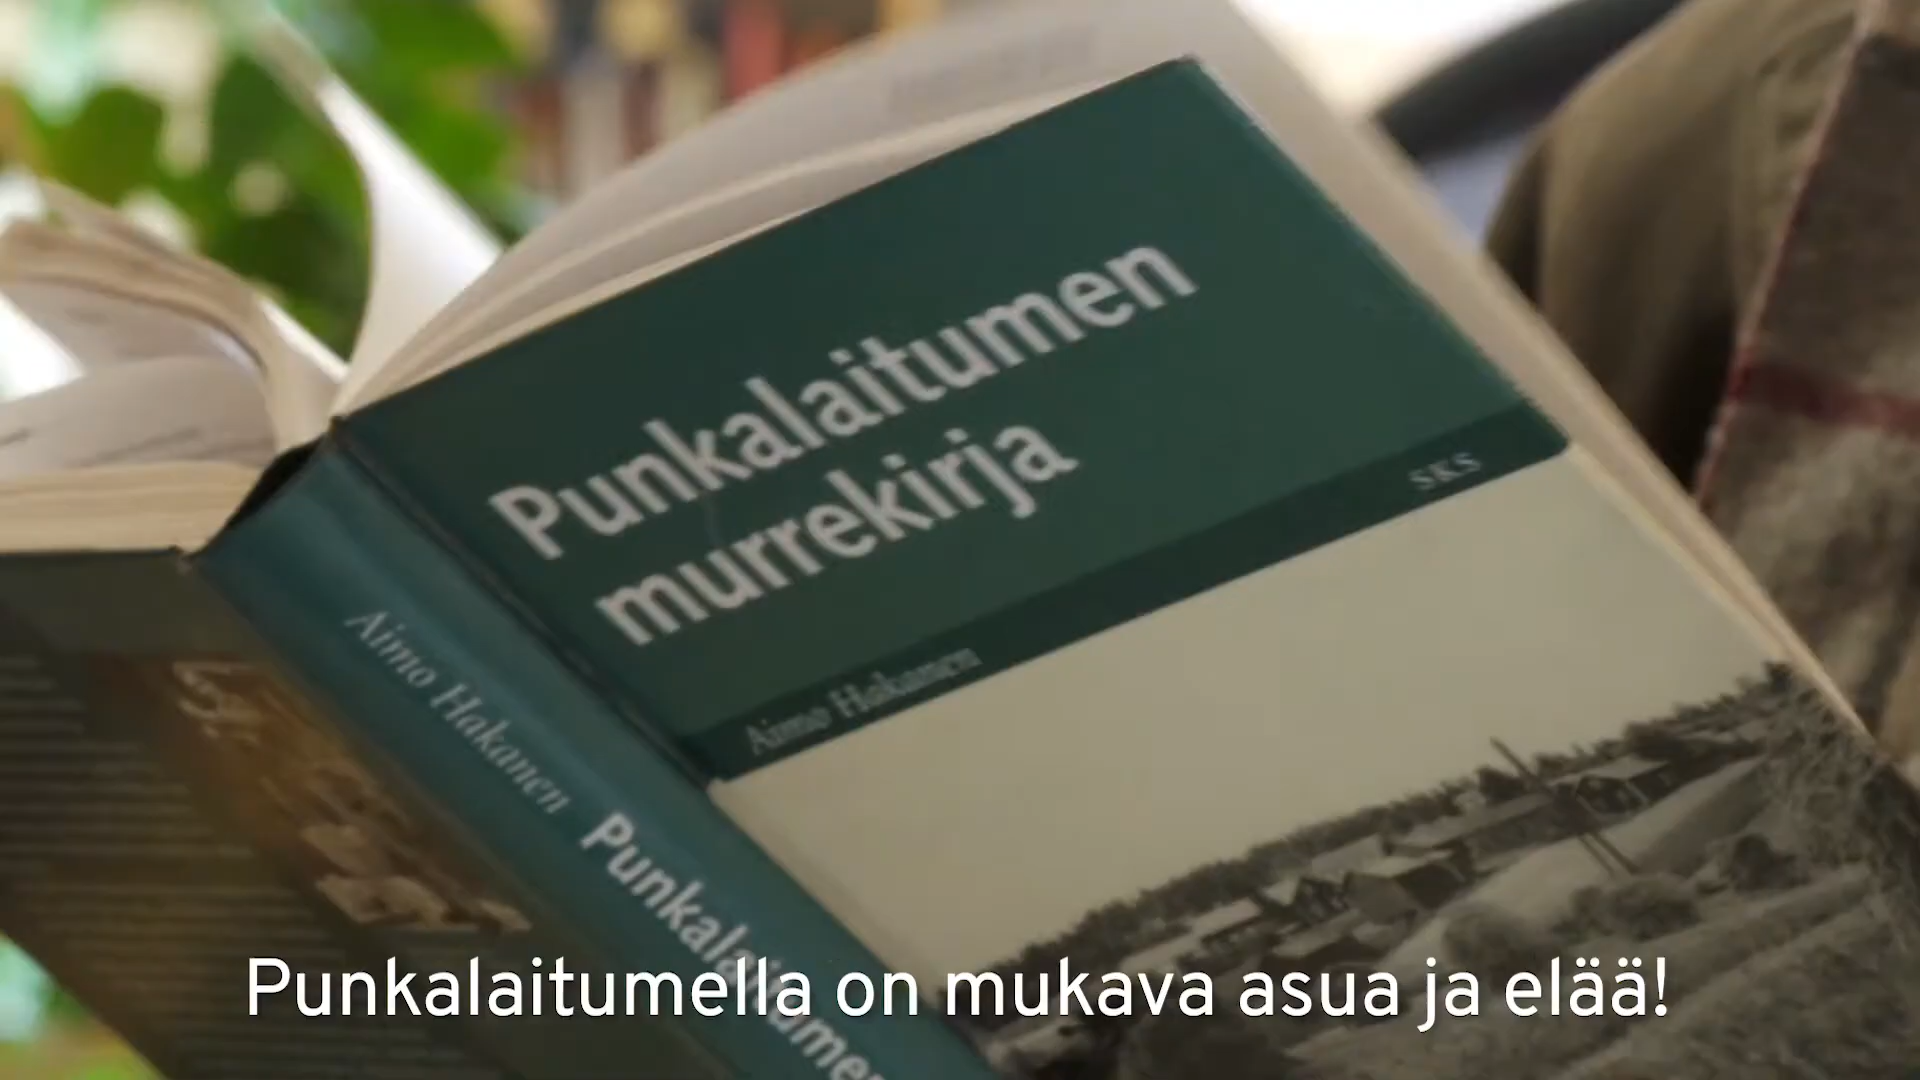 Punkalaitumen
murrekirja
SKS
Aimo Hakanen
Aimo Hakanen Punkalaitumen
Punkalaitumella on mukava asua ja elää!